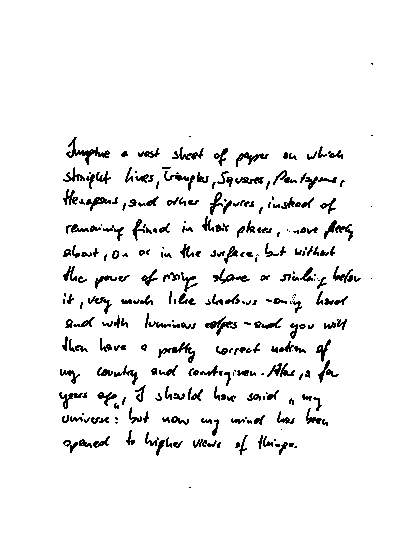 Imagine a vast sheet of paper on which
straight Lines, Triangles, Squares, Pentagons,
Hexagons, and other figures, instead of
remaining fixed in their places, move freely
about, on or in the surface, but without
the power of rising above or sinking below
it, very much like shadows - only hard
and with luminous edges - and you will
then have a pretty correct notion of
my country and countrymen. Alas, a few
years ago, I should have said "my
universe: but now my mind has been
opened to higher views of things.